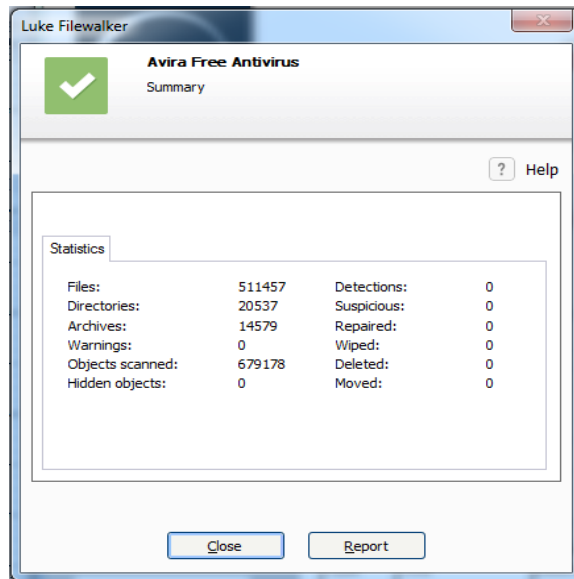 Luke Filewalker
Avira Free Antivirus
Summary
? Help
Statistics
Files: 511457 Detections: 0
Directories: 20537 Suspicious: 0
Archives: 14579 Repaired: 0
Warnings: 0 Wiped: 0
Objects scanned: 679178 Deleted: 0
Hidden objects: 0 Moved: 0
Close Report